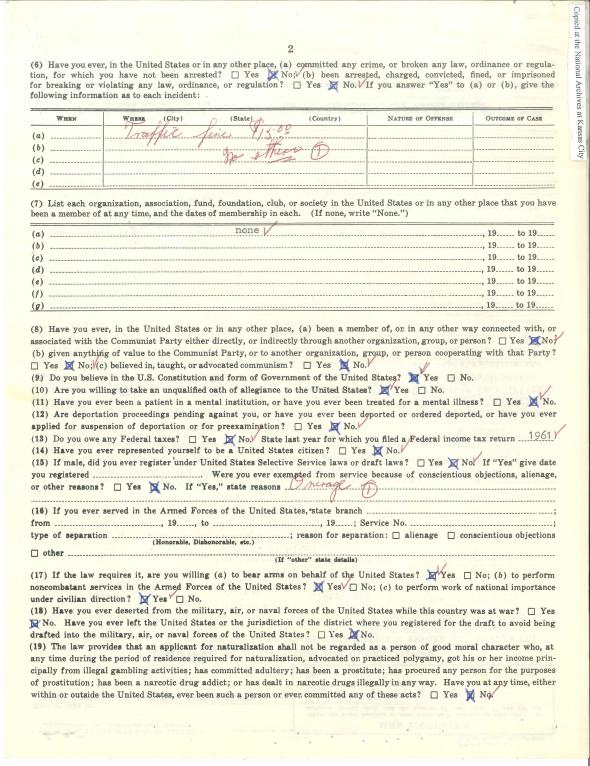 Copied at the National Archives at Kansas City
2
(6) Have you ever, in the United States or in any other place, (a) committed any crime, or broken any law, ordinance or regula-
tion, for which you have not been arrested? ☐ Yes ☒ No; (b) been arrested, charged, convicted, fined, or imprisoned
for breaking or violating any law, ordinance, or regulation? ☐ Yes ☒ No. If you answer "Yes" to (a) or (b), give the
following information as to each incident:
WHEN WHERE (City) (State) (Country) NATURE OF OFFENSE OUTCOME OF CASE
(a) Traffic fine $15.00
(b) No others 1
(c)
(d)
(e)
(7) List each organization, association, fund, foundation, club, or society in the United States or in any other place that you have
been a member of at any time, and the dates of membership in each. (If none, write "None.")
(a) none , 19 to 19
(b) , 19 to 19
(c) , 19 to 19
(d) , 19 to 19
(e) , 19 to 19
(f) , 19 to 19
(g) , 19 to 19
(8) Have you ever, in the United States or in any other place, (a) been a member of, or in any other way connected with, or
associated with the Communist Party either directly, or indirectly through another organization, group, or person? ☐ Yes ☒ No;
(b) given anything of value to the Communist Party, or to another organization, group, or person cooperating with that Party?
☐ Yes ☒ No; (c) believed in, taught, or advocated communism? ☐ Yes ☒ No.
(9) Do you believe in the U.S. Constitution and form of Government of the United States? ☒ Yes ☐ No.
(10) Are you willing to take an unqualified oath of allegiance to the United States? ☒ Yes ☐ No.
(11) Have you ever been a patient in a mental institution, or have you ever been treated for a mental illness? ☐ Yes ☒ No.
(12) Are deportation proceedings pending against you, or have you ever been deported or ordered deported, or have you ever
applied for suspension of deportation or for preexamination? ☐ Yes ☒ No.
(13) Do you owe any Federal taxes? ☐ Yes ☒ No. State last year for which you filed a Federal income tax return 1961
(14) Have you ever represented yourself to be a United States citizen? ☐ Yes ☒ No.
(15) If male, did you ever register under United States Selective Service laws or draft laws? ☐ Yes ☒ No. If "Yes" give date
you registered . Were you ever exempted from service because of conscientious objections, alienage,
or other reasons? ☐ Yes ☒ No. If "Yes," state reasons Overage 1
(16) If you ever served in the Armed Forces of the United States, state branch ;
from , 19 , to , 19 ; Service No. ;
type of separation ; reason for separation: ☐ alienage ☐ conscientious objections
(Honorable, Dishonorable, etc.)
☐ other
(If "other" state details)
(17) If the law requires it, are you willing (a) to bear arms on behalf of the United States? ☒ Yes ☐ No; (b) to perform
noncombatant services in the Armed Forces of the United States? ☒ Yes ☐ No; (c) to perform work of national importance
under civilian direction? ☒ Yes ☐ No.
(18) Have you ever deserted from the military, air, or naval forces of the United States while this country was at war? ☐ Yes
☒ No. Have you ever left the United States or the jurisdiction of the district where you registered for the draft to avoid being
drafted into the military, air, or naval forces of the United States? ☐ Yes ☒ No.
(19) The law provides that an applicant for naturalization shall not be regarded as a person of good moral character who, at
any time during the period of residence required for naturalization, advocated or practiced polygamy, got his or her income prin-
cipally from illegal gambling activities; has committed adultery; has been a prostitute; has procured any person for the purposes
of prostitution; has been a narcotic drug addict; or has dealt in narcotic drugs illegally in any way. Have you at any time, either
within or outside the United States, ever been such a person or ever committed any of these acts? ☐ Yes ☒ No.